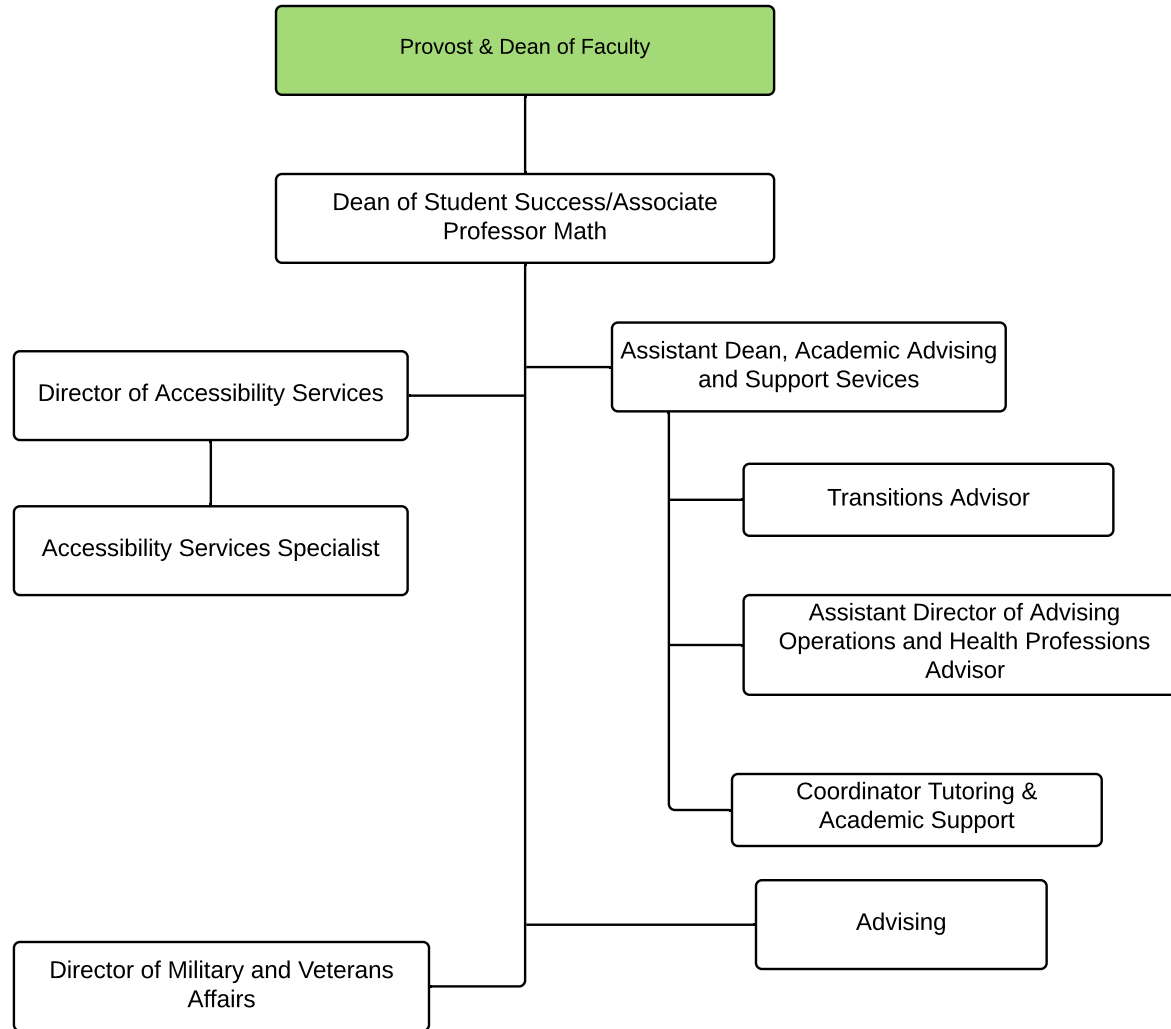 Provost & Dean of Faculty
Dean of Student Success/Associate
Professor Math
Assistant Dean, Academic Advising
and Support Sevices
Director of Accessibility Services
Transitions Advisor
Accessibility Services Specialist
Assistant Director of Advising
Operations and Health Professions
Advisor
Coordinator Tutoring &
Academic Support
Advising
Director of Military and Veterans
Affairs